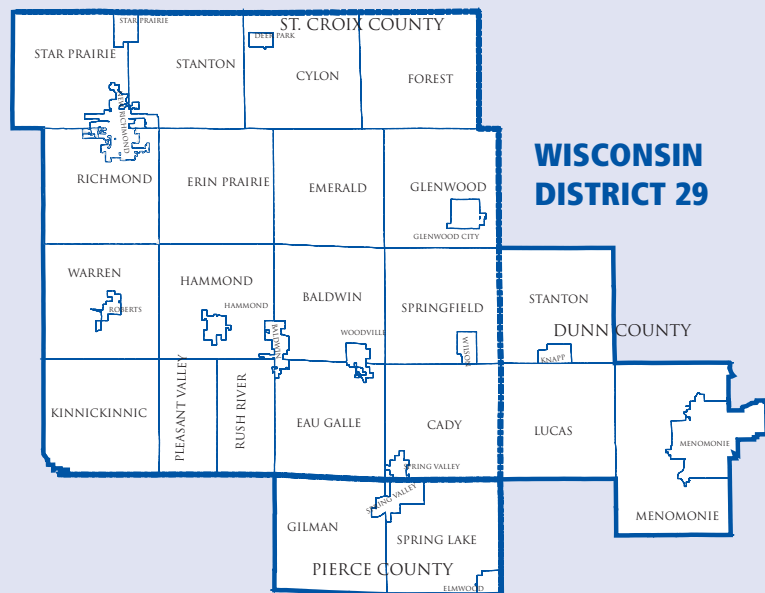 STAR PRAIRIE
ST. CROIX COUNTY
DEER PARK
STAR PRAIRIE
STANTON
CYLON
FOREST
RICHMOND
WISCONSIN
DISTRICT 29
RICHMOND
ERIN PRAIRIE
EMERALD
GLENWOOD
GLENWOOD CITY
WARREN
HAMMOND
BALDWIN
SPRINGFIELD
STANTON
ROBERTS
HAMMOND
BALDWIN
WOODVILLE
WILSON
DUNN COUNTY
KNAPP
KINNICKINNIC
PLEASANT VALLEY
RUSH RIVER
EAU GALLE
CADY
LUCAS
MENOMONIE
SPRING VALLEY
SPRING VALLEY
MENOMONIE
GILMAN
SPRING LAKE
PIERCE COUNTY
ELMWOOD